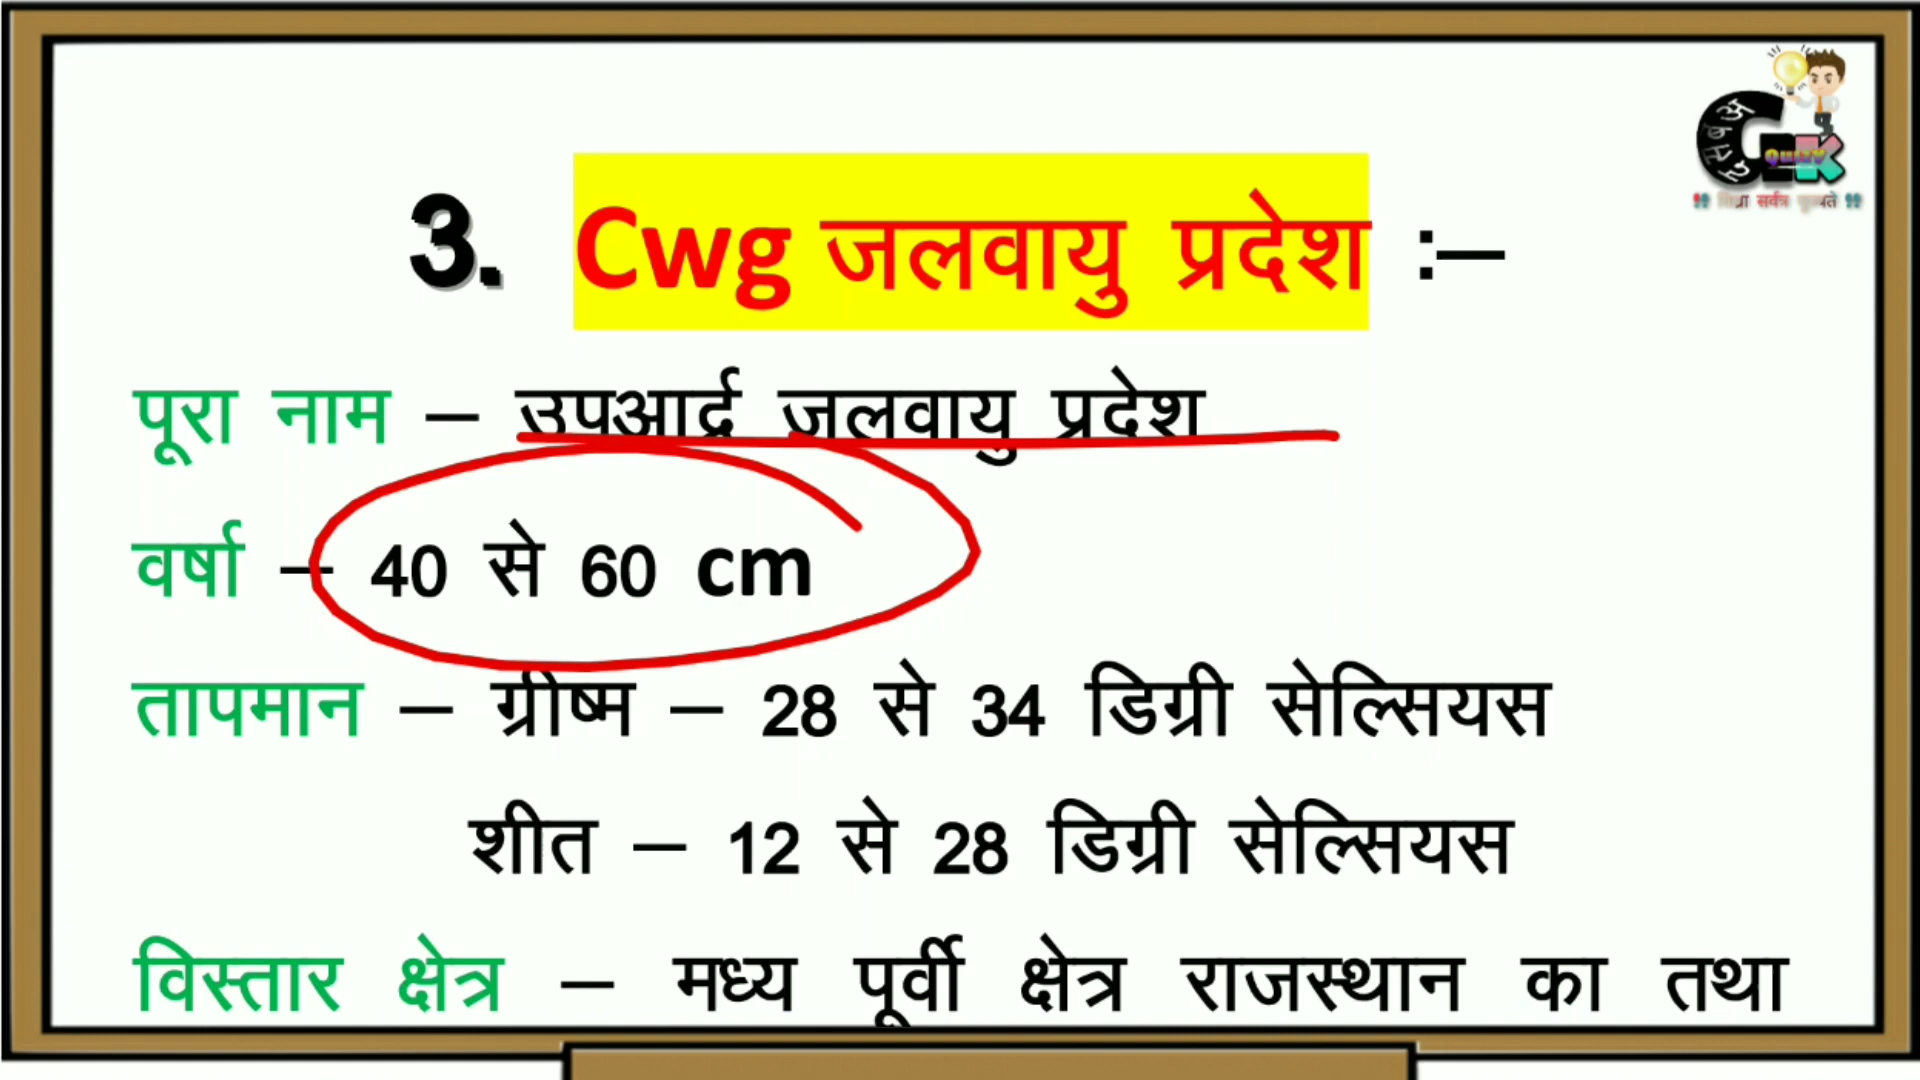 3. Cwg जलवायु प्रदेश :–
पूरा नाम – उपआर्द्र जलवायु प्रदेश
वर्षा – 40 से 60 cm
तापमान – ग्रीष्म – 28 से 34 डिग्री सेल्सियस
शीत – 12 से 28 डिग्री सेल्सियस
विस्तार क्षेत्र – मध्य पूर्वी क्षेत्र राजस्थान का तथा